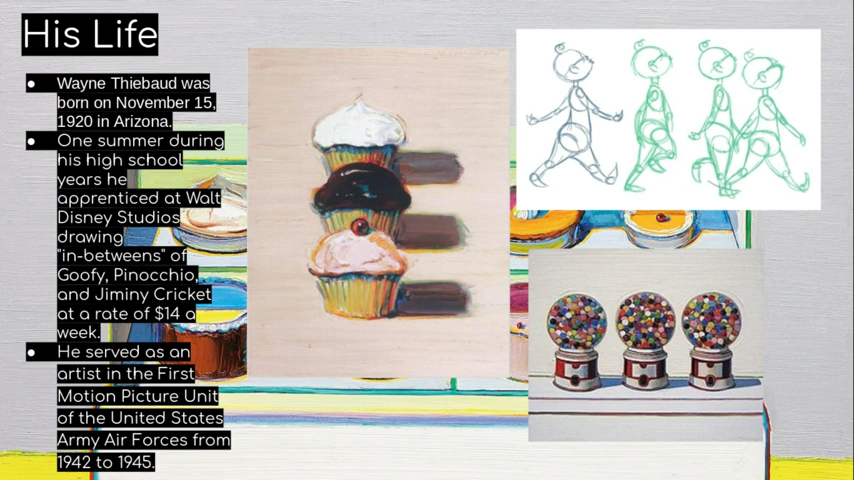 His Life
● Wayne Thiebaud was
born on November 15,
1920 in Arizona.
● One summer during
his high school
years he
apprenticed at Walt
Disney Studios
drawing
"in-betweens" of
Goofy, Pinocchio,
and Jiminy Cricket
at a rate of $14 a
week.
● He served as an
artist in the First
Motion Picture Unit
of the United States
Army Air Forces from
1942 to 1945.